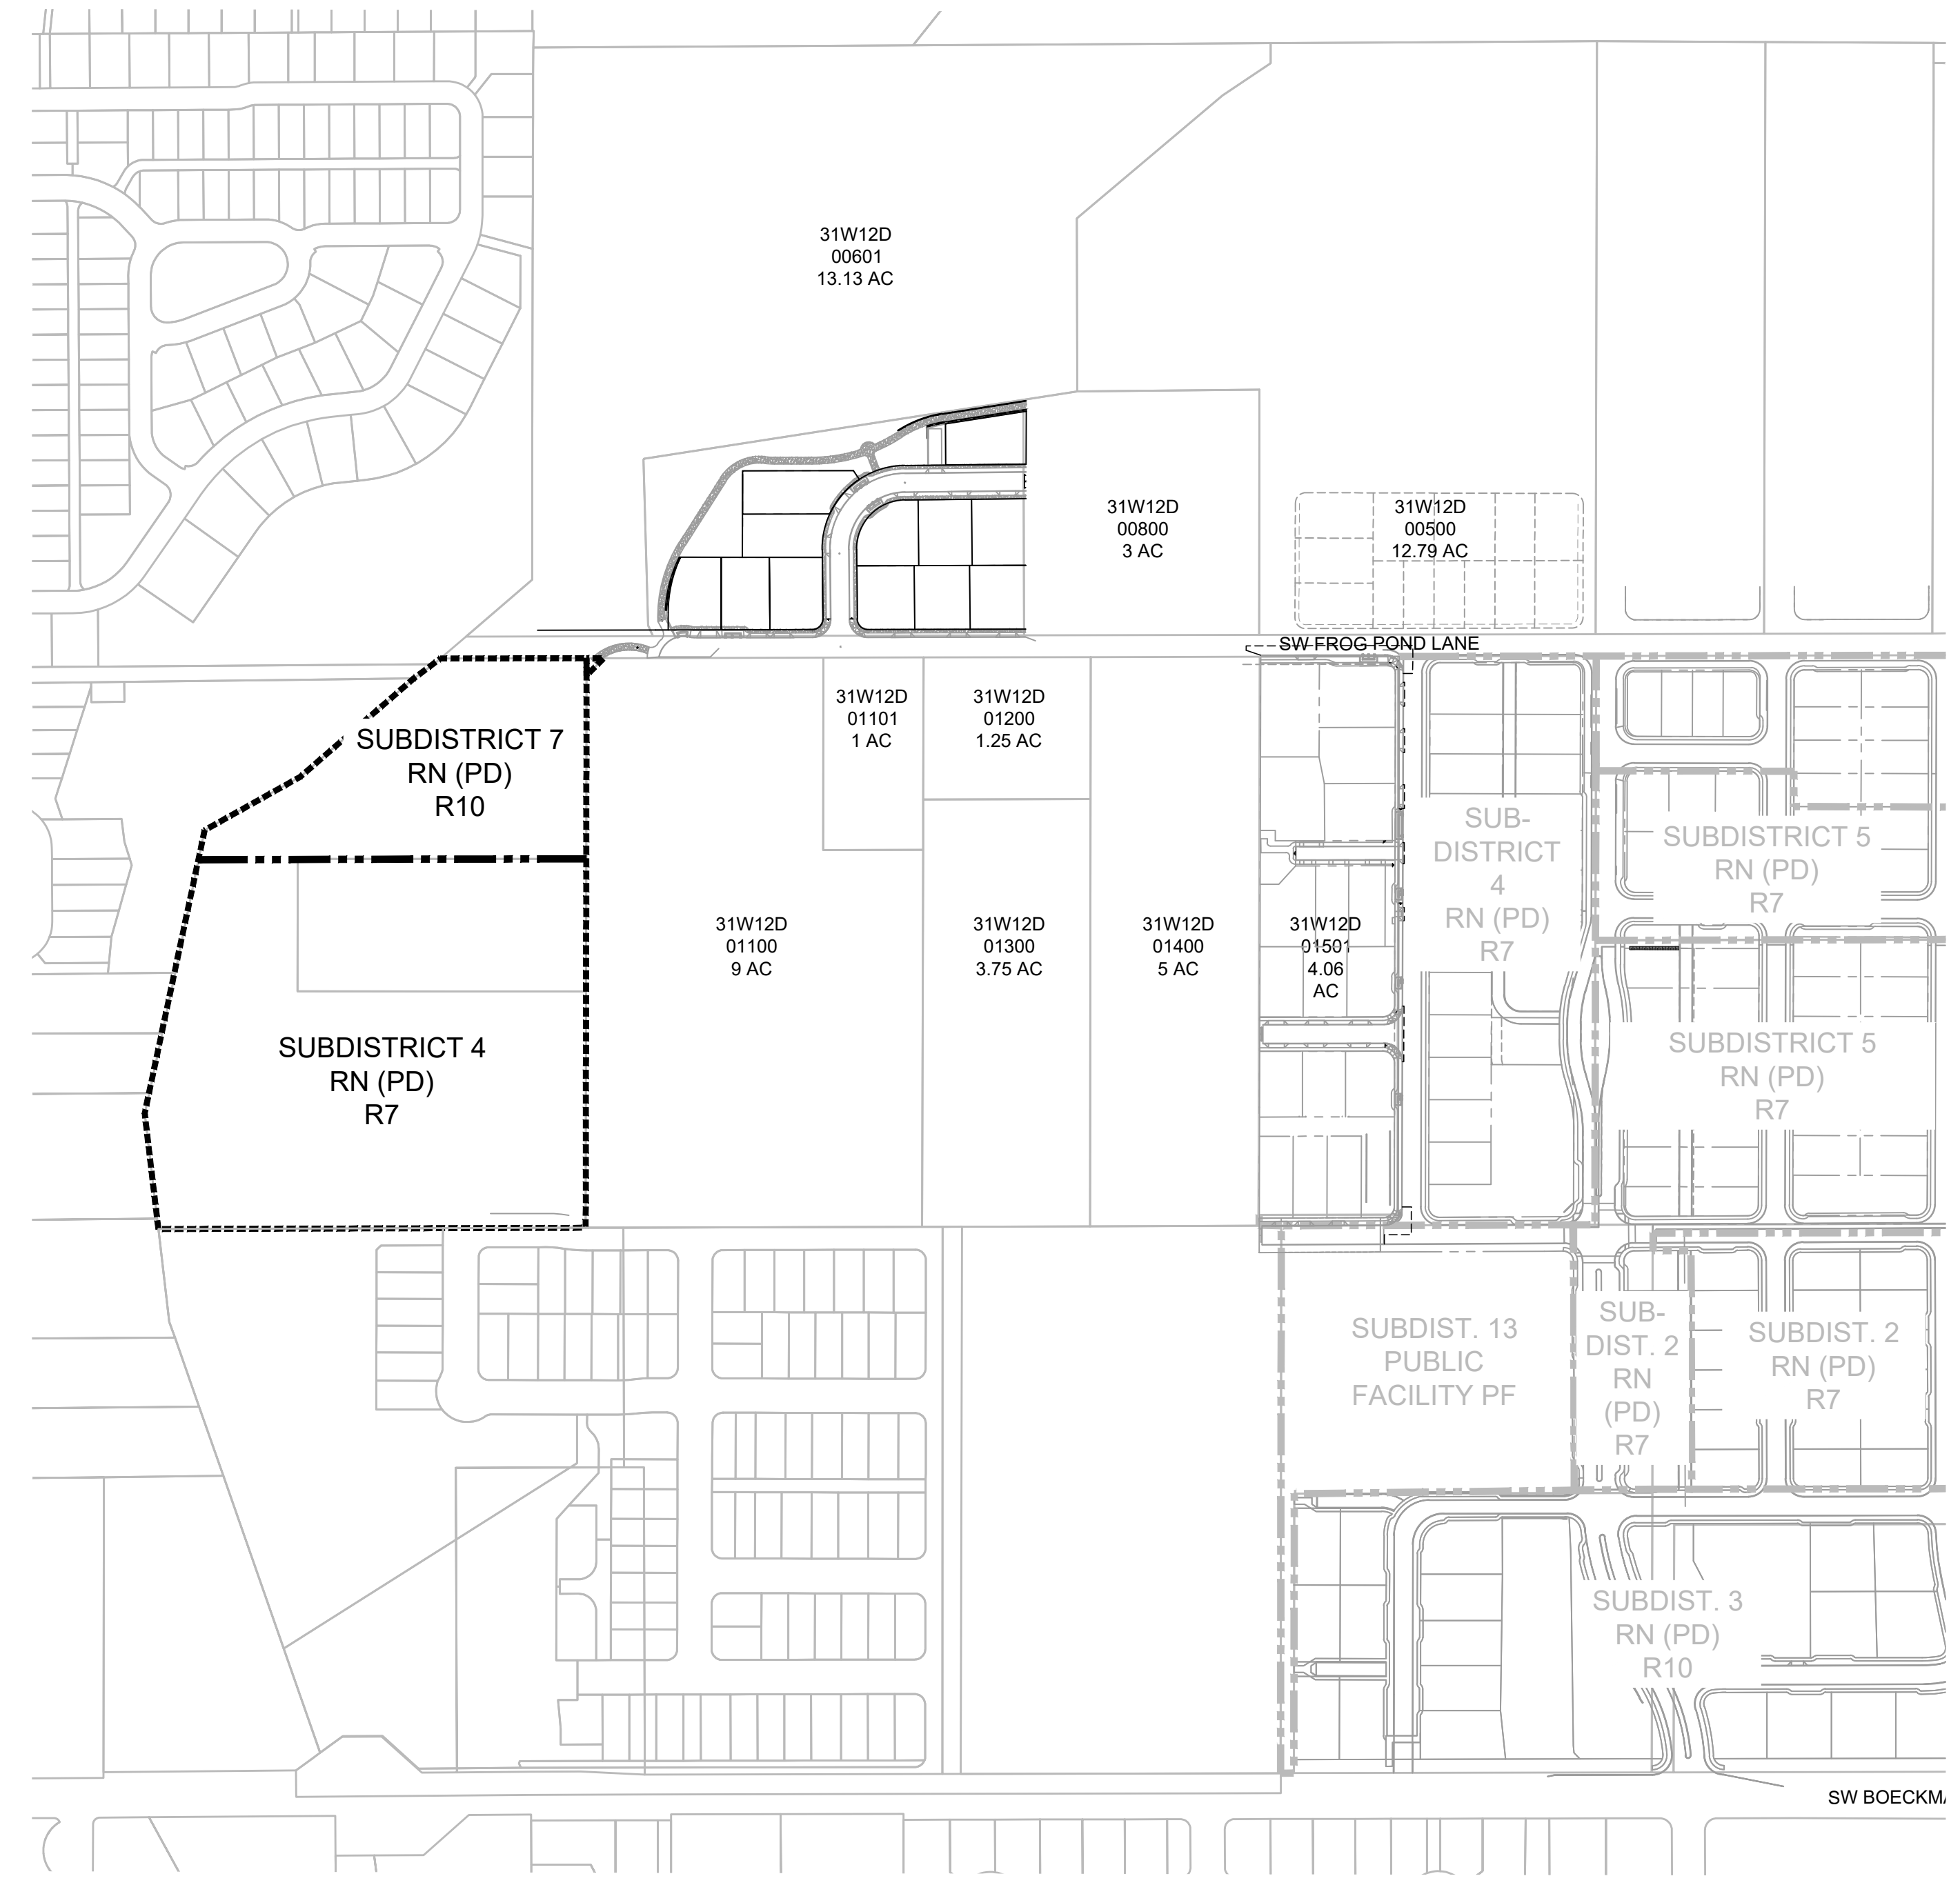 31W12D
00601
13.13 AC
31W12D
00800
3 AC
31W12D
00500
12.79 AC
SW FROG POND LANE
SUBDISTRICT 7
RN (PD)
R10
31W12D
01101
1 AC
31W12D
01200
1.25 AC
SUB-
DISTRICT
4
RN (PD)
R7
SUBDISTRICT 5
RN (PD)
R7
31W12D
01100
9 AC
31W12D
01300
3.75 AC
31W12D
01400
5 AC
31W12D
01501
4.06
AC
SUBDISTRICT 4
RN (PD)
R7
SUBDISTRICT 5
RN (PD)
R7
SUBDIST. 13
PUBLIC
FACILITY PF
SUB-
DIST. 2
RN
(PD)
R7
SUBDIST. 2
RN (PD)
R7
SUBDIST. 3
RN (PD)
R10
SW BOECKMA